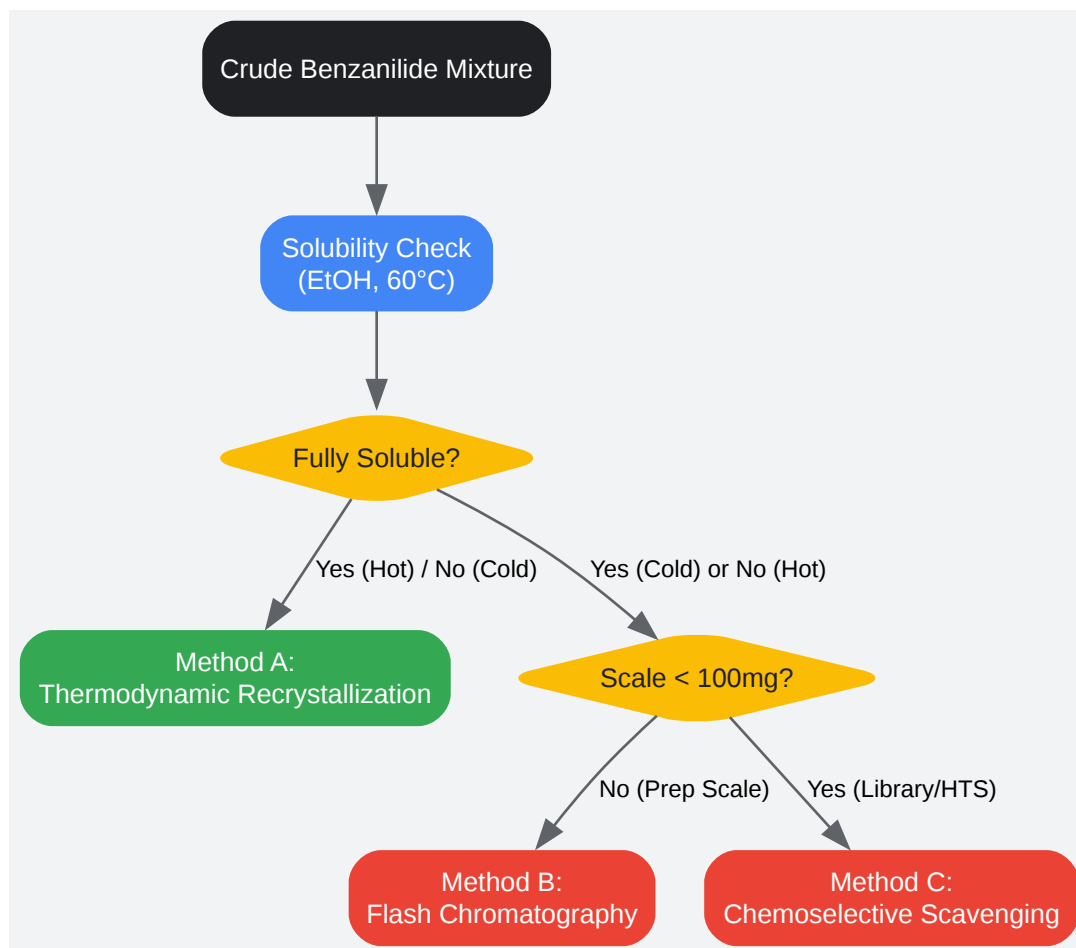 Crude Benzanilide Mixture
Solubility Check
(EtOH, 60°C)
Fully Soluble?
Yes (Hot) / No (Cold)
Yes (Cold) or No (Hot)
Method A:
Thermodynamic Recrystallization
Scale < 100mg?
No (Prep Scale)
Yes (Library/HTS)
Method B:
Flash Chromatography
Method C:
Chemoselective Scavenging